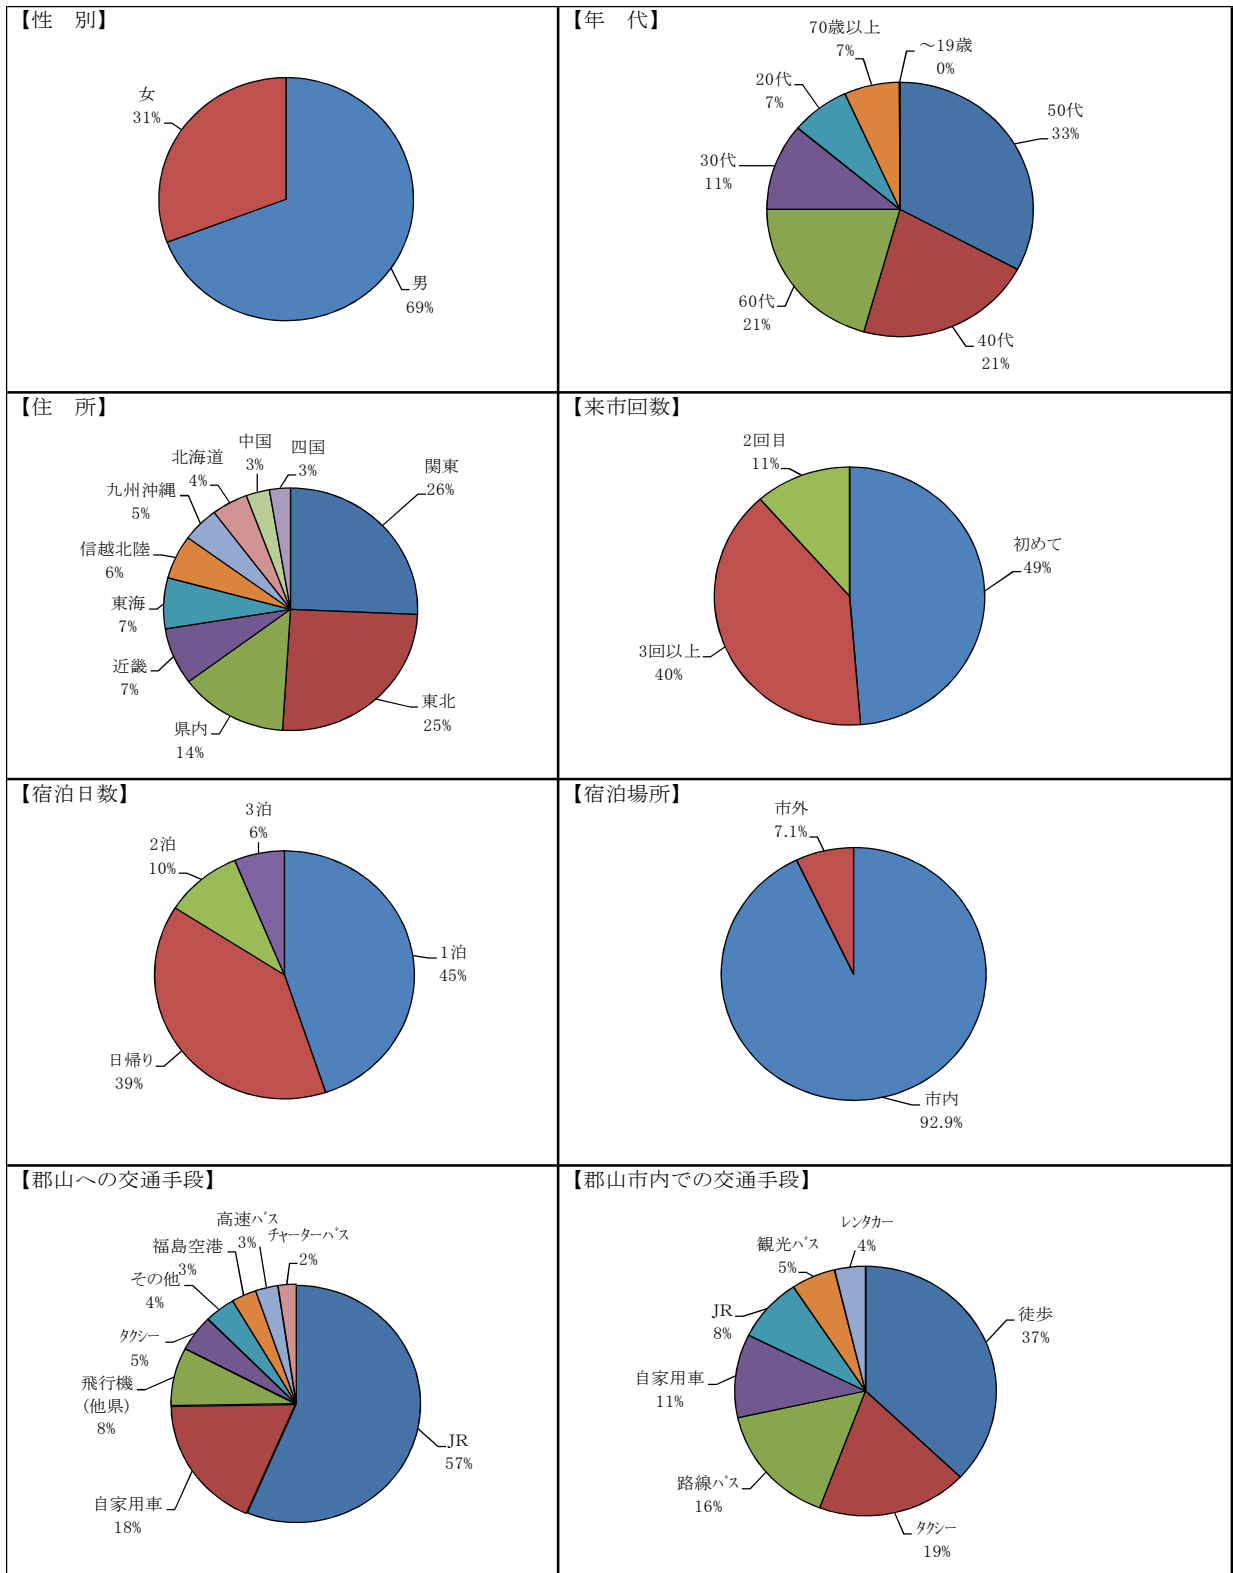 【性　別】
女
31%
男
69%
【年　代】
70歳以上
7%
～19歳
0%
20代
7%
50代
33%
30代
11%
60代
21%
40代
21%
【住　所】
中国
3%
四国
3%
北海道
4%
関東
26%
九州沖縄
5%
信越北陸
6%
東海
7%
近畿
7%
県内
14%
東北
25%
【来市回数】
2回目
11%
初めて
49%
3回以上
40%
【宿泊日数】
3泊
6%
2泊
10%
1泊
45%
日帰り
39%
【宿泊場所】
市外
7.1%
市内
92.9%
【郡山への交通手段】
高速ﾊﾞｽ
3%
ﾁｬｰﾀｰﾊﾞｽ
2%
福島空港
3%
その他
4%
ﾀｸｼｰ
5%
飛行機
(他県)
8%
JR
57%
自家用車
18%
【郡山市内での交通手段】
ﾚﾝﾀｶｰ
4%
観光ﾊﾞｽ
5%
JR
8%
徒歩
37%
自家用車
11%
路線ﾊﾞｽ
16%
ﾀｸｼｰ
19%